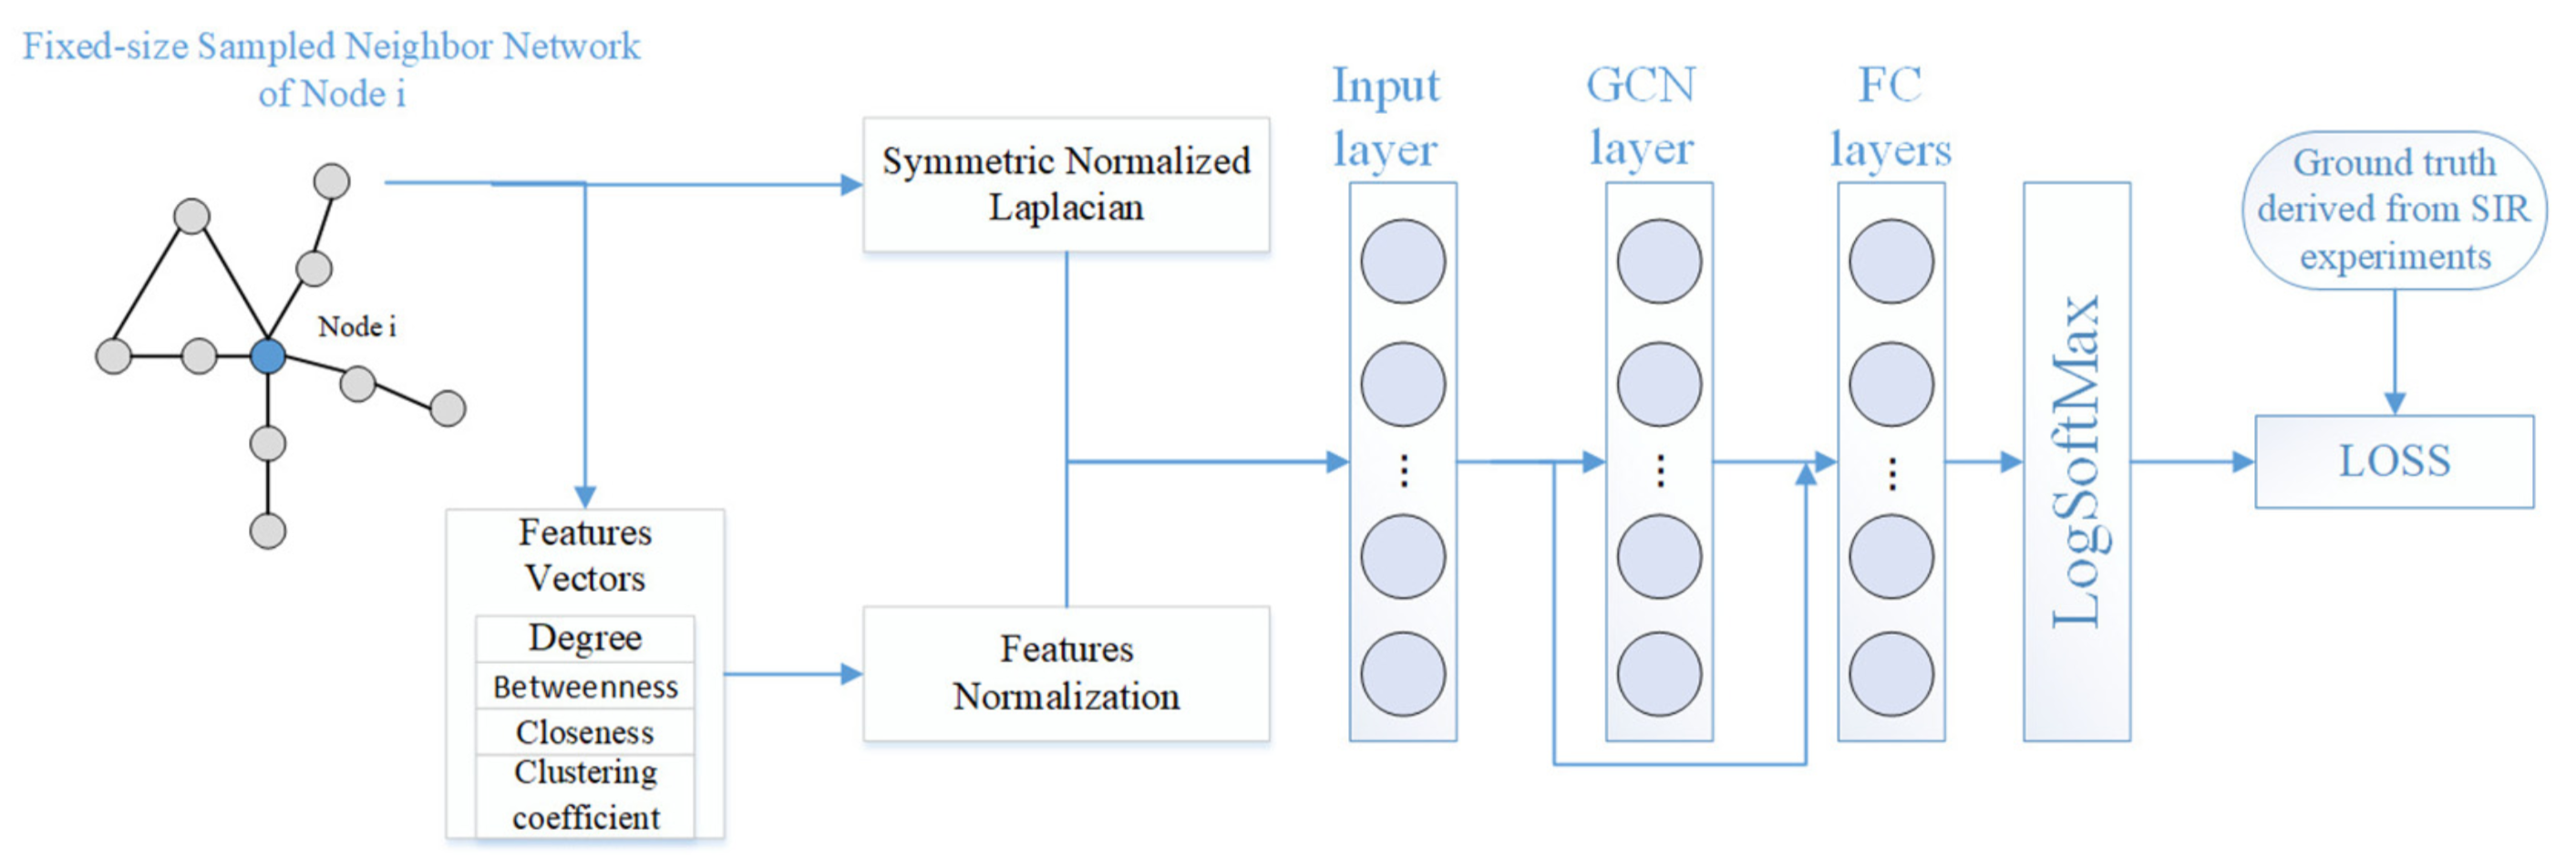 Fixed-size Sampled Neighbor Network
of Node i
Node i
Symmetric Normalized
Laplacian
Features
Vectors
Degree
Betweenness
Closeness
Clustering
coefficient
Features
Normalization
Input
layer
⋮
GCN
layer
⋮
FC
layers
⋮
LogSoftMax
Ground truth
derived from SIR
experiments
LOSS